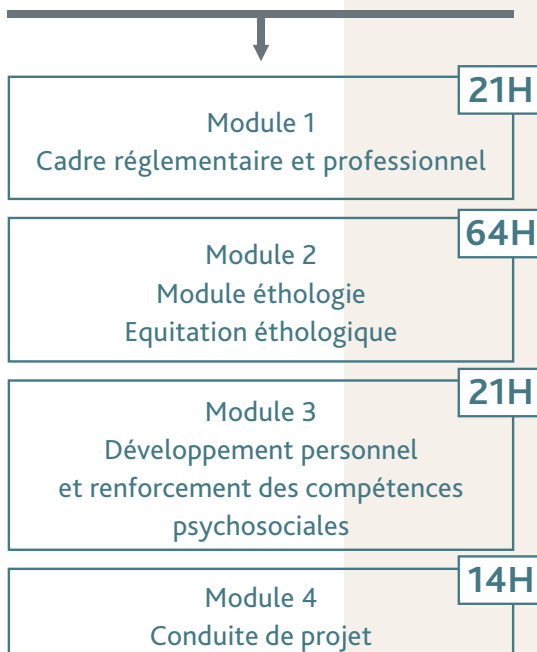 21H
Module 1
Cadre réglementaire et professionnel
64H
Module 2
Module éthologie
Equitation éthologique
21H
Module 3
Développement personnel
et renforcement des compétences
psychosociales
14H
Module 4
Conduite de projet